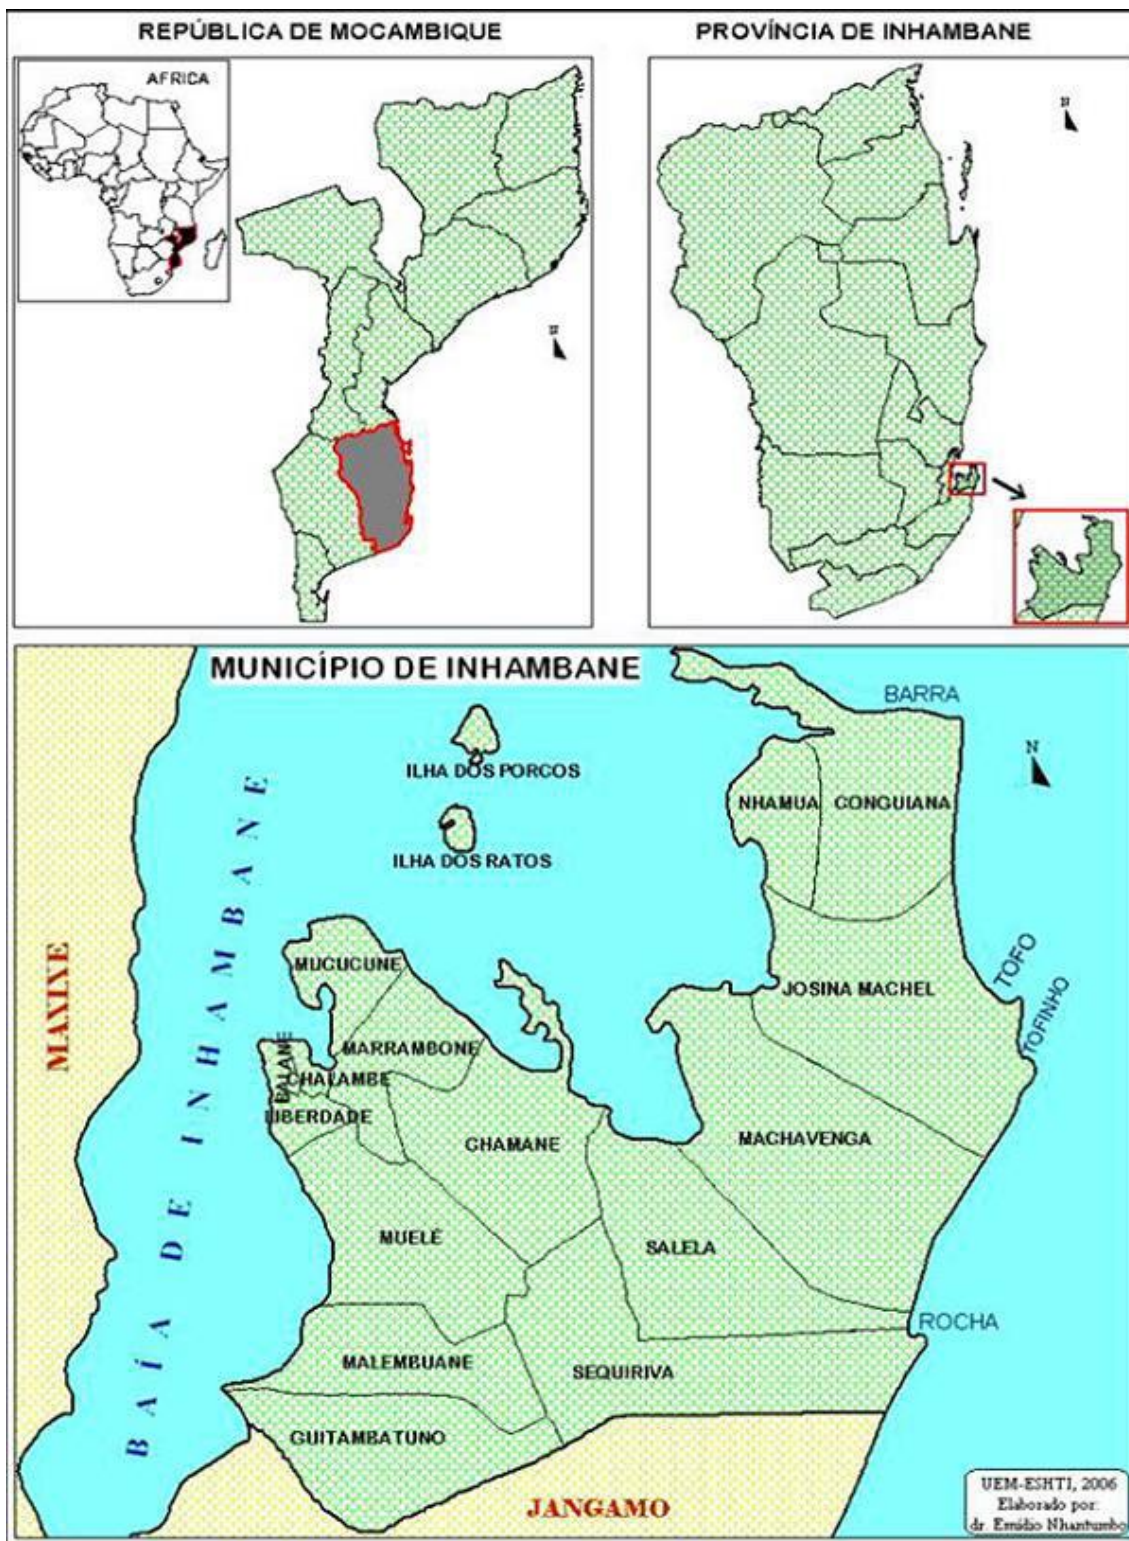 REPÚBLICA DE MOCAMBIQUE
PROVÍNCIA DE INHAMBANE
AFRICA
N
N
MUNICÍPIO DE INHAMBANE
BARRA
N
ILHA DOS PORCOS
NHAMUA
CONGUIANA
ILHA DOS RATOS
BAÍA DE INHAMBANE
MAXIXE
MUCUCUNE
TOFO
JOSINA MACHEL
TOFINHO
BALANE
MARRAMBONE
CHALAMBE
LIBERDADE
CHAMANE
MACHAVENGA
MUELÉ
SALELA
ROCHA
MALEMBUANE
SEQUIRIVA
GUITAMBATUNO
JANGAMO
UEM-ESHTI, 2006
Elaborado por:
dr. Emídio Nhantumbo